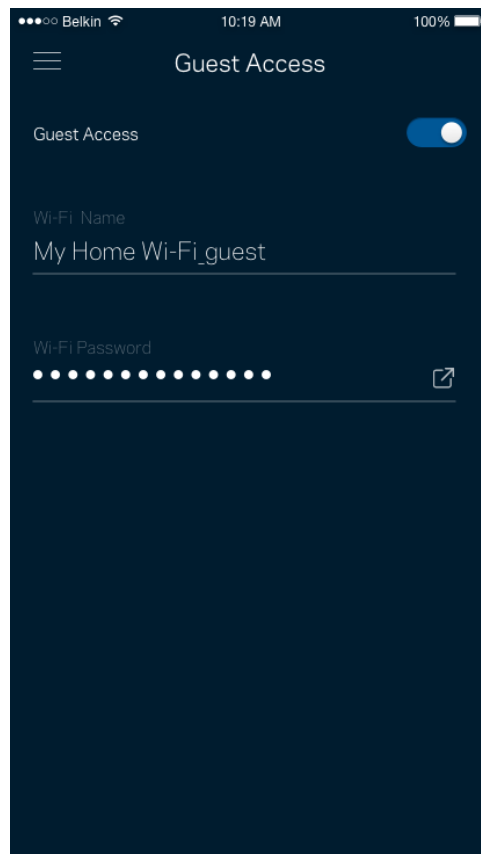 Belkin 10:19 AM 100%
Guest Access
Guest Access
Wi-Fi Name
My Home Wi-Fi_guest
Wi-Fi Password
●●●●●●●●●●●●●●